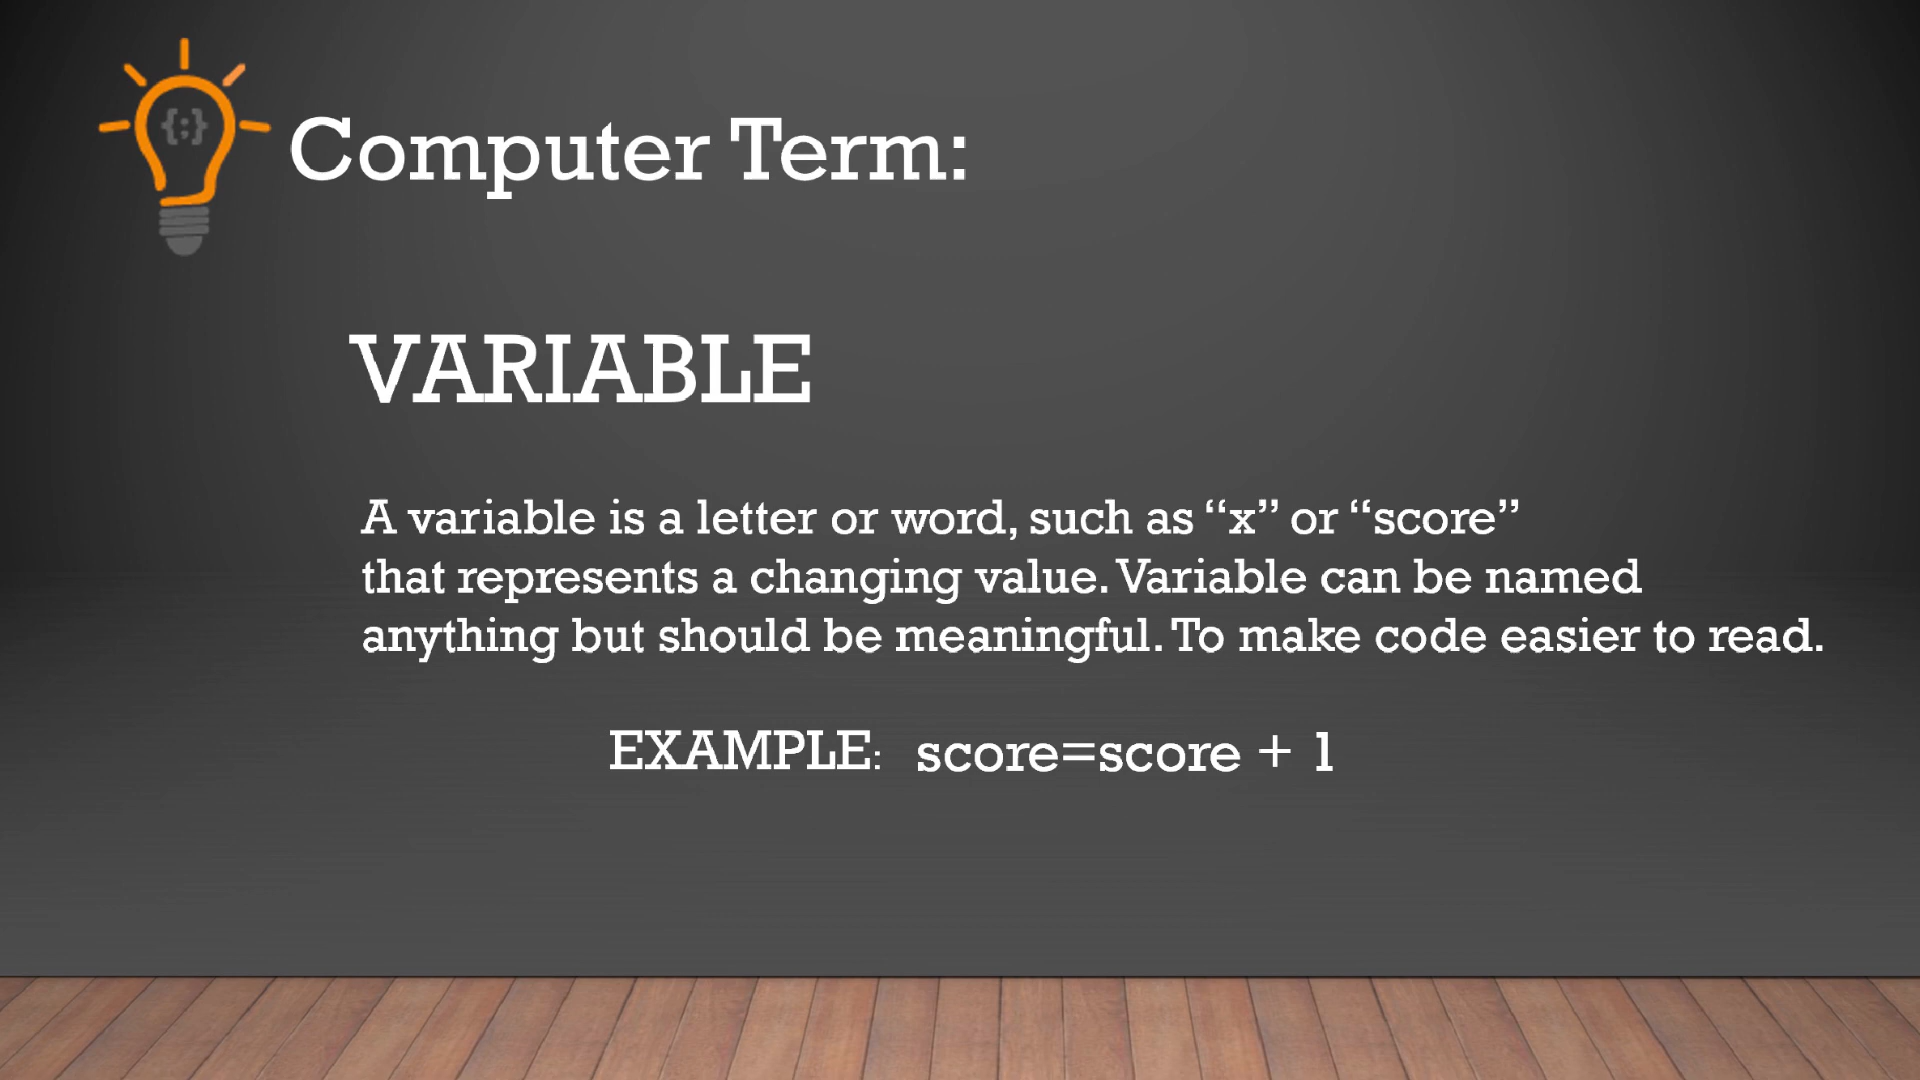 {;}
Computer Term:
VARIABLE
A variable is a letter or word, such as “x” or “score”
that represents a changing value. Variable can be named
anything but should be meaningful. To make code easier to read.
EXAMPLE: score=score + 1